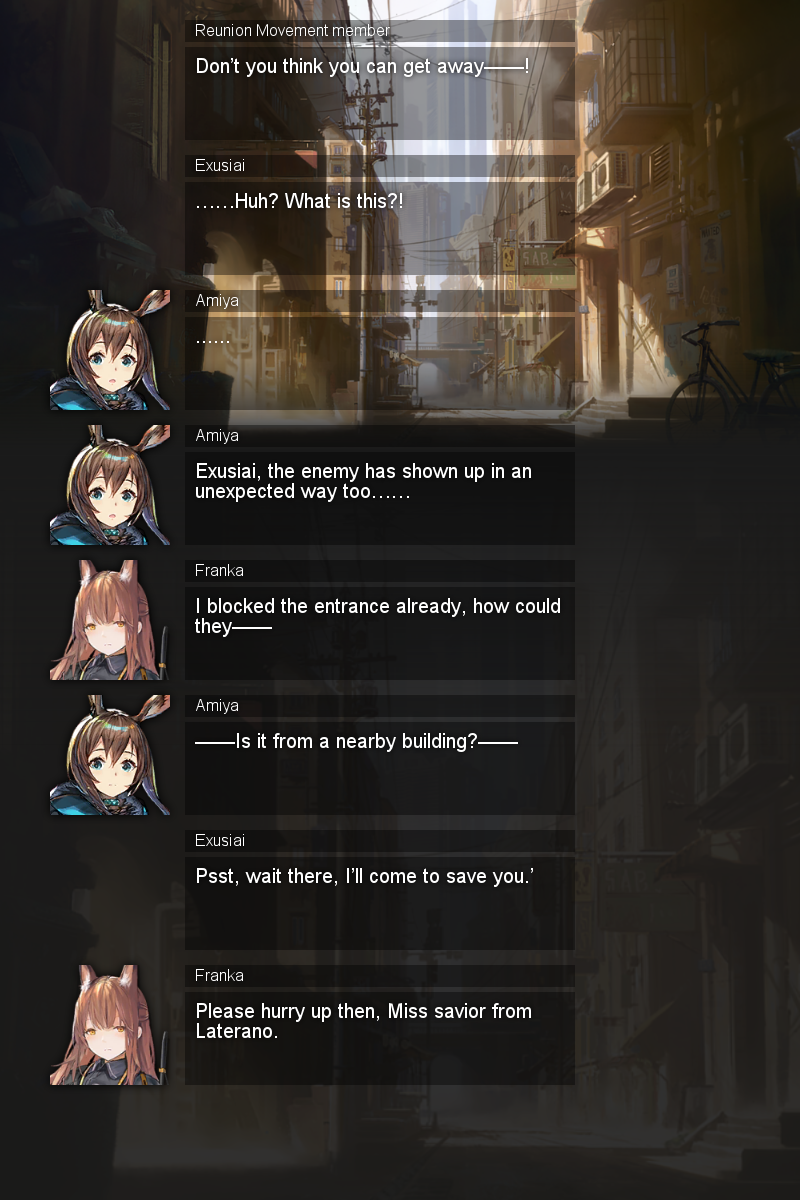 Reunion Movement member
Don't you think you can get away——!
Exusiai
……Huh? What is this?!
Amiya
……
Amiya
Exusiai, the enemy has shown up in an
unexpected way too……
Franka
I blocked the entrance already, how could
they——
Amiya
——Is it from a nearby building?——
Exusiai
Psst, wait there, I'll come to save you.'
Franka
Please hurry up then, Miss savior from
Laterano.